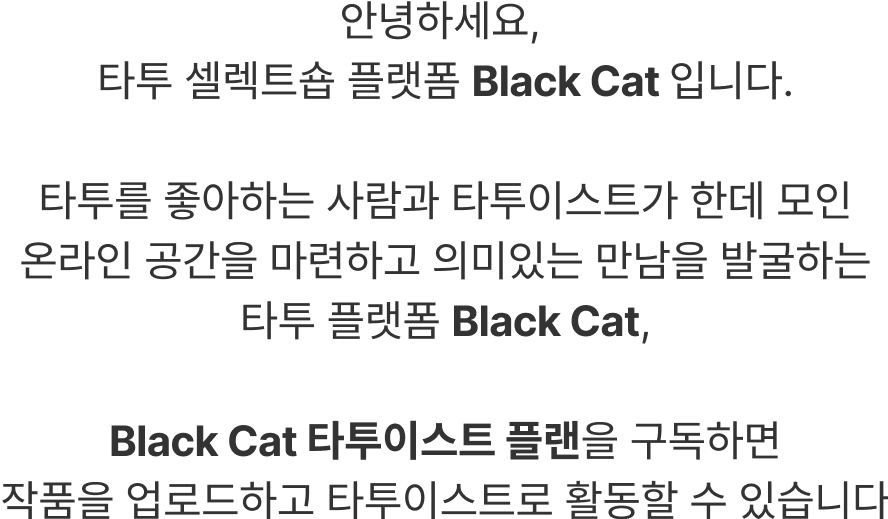 안녕하세요,
타투 셀렉트숍 플랫폼 Black Cat 입니다.
타투를 좋아하는 사람과 타투이스트가 한데 모인
온라인 공간을 마련하고 의미있는 만남을 발굴하는
타투 플랫폼 Black Cat,
Black Cat 타투이스트 플랜을 구독하면
작품을 업로드하고 타투이스트로 활동할 수 있습니다